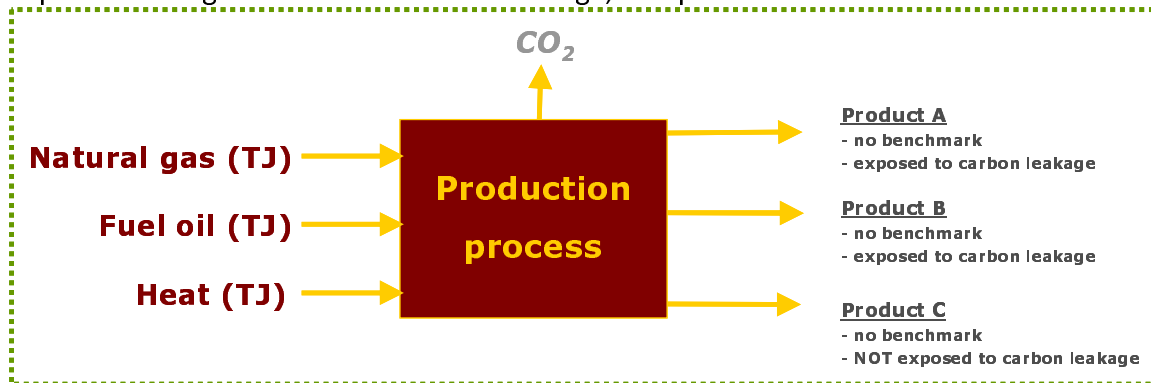 CO2
Natural gas (TJ)
Fuel oil (TJ)
Heat (TJ)
Production
process
Product A
- no benchmark
- exposed to carbon leakage
Product B
- no benchmark
- exposed to carbon leakage
Product C
- no benchmark
- NOT exposed to carbon leakage